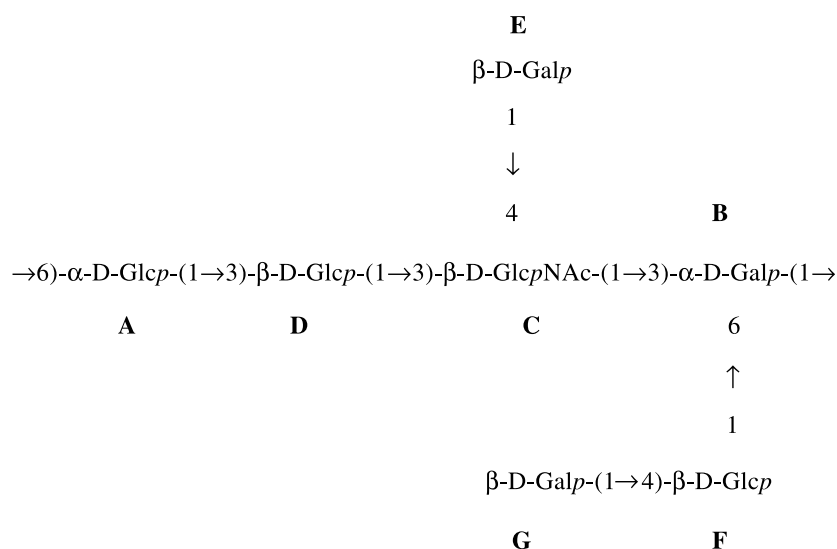 E
β-D-Galp
1
↓
4 B
→6)-α-D-Glcp-(1→3)-β-D-Glcp-(1→3)-β-D-GlcpNAc-(1→3)-α-D-Galp-(1→
A D C 6
↑
1
β-D-Galp-(1→4)-β-D-Glcp
G F